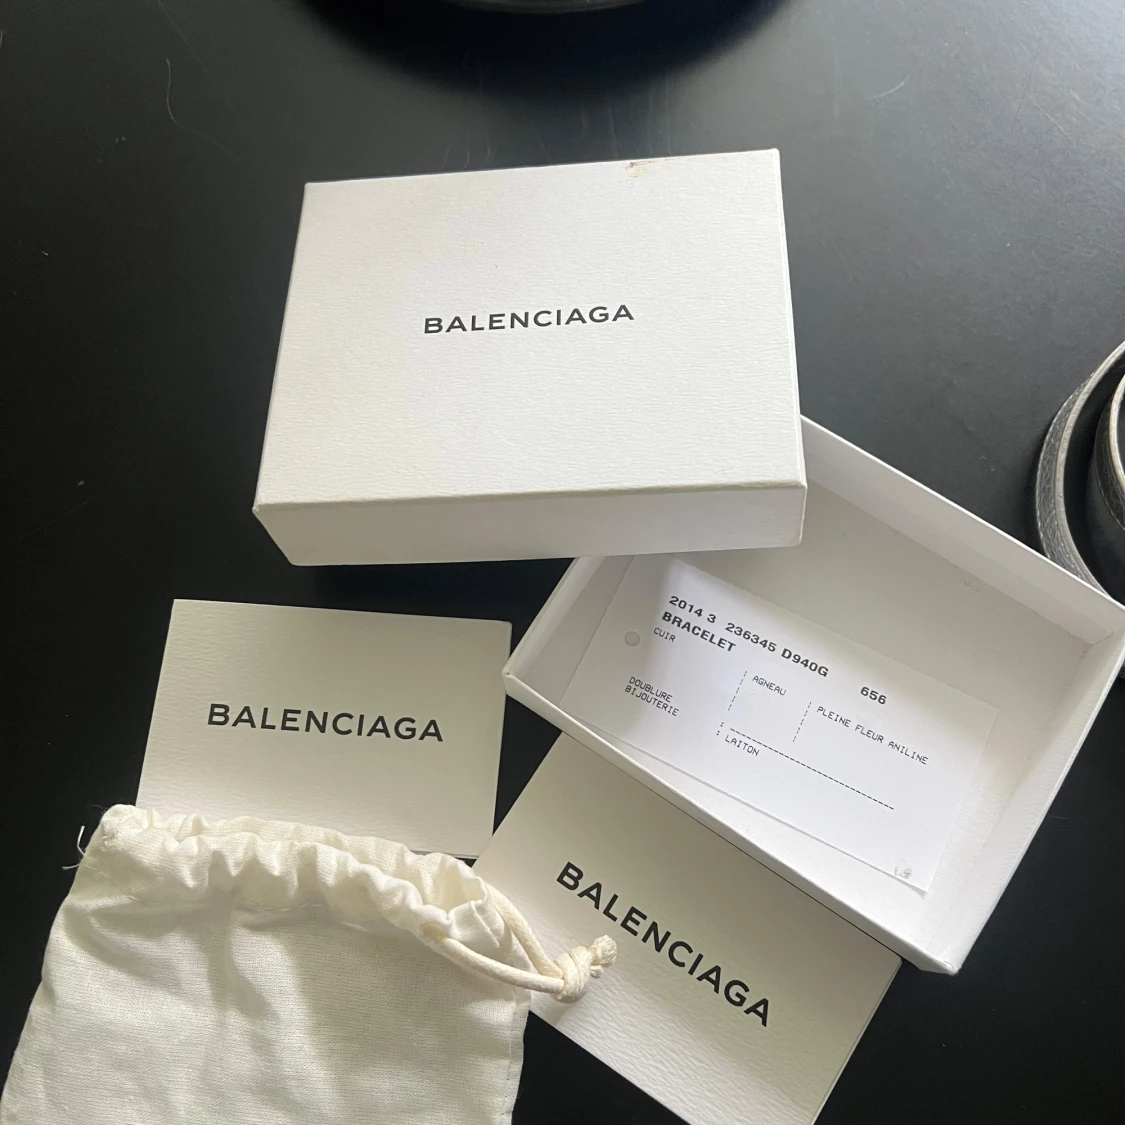 BALENCIAGA
2014 3 236345 D940G 656
BRACELET
CUIR
AGNEAU
PLEINE FLEUR ANILINE
DOUBLURE :
BIJOUTERIE : LAITON
BALENCIAGA
BALENCIAGA